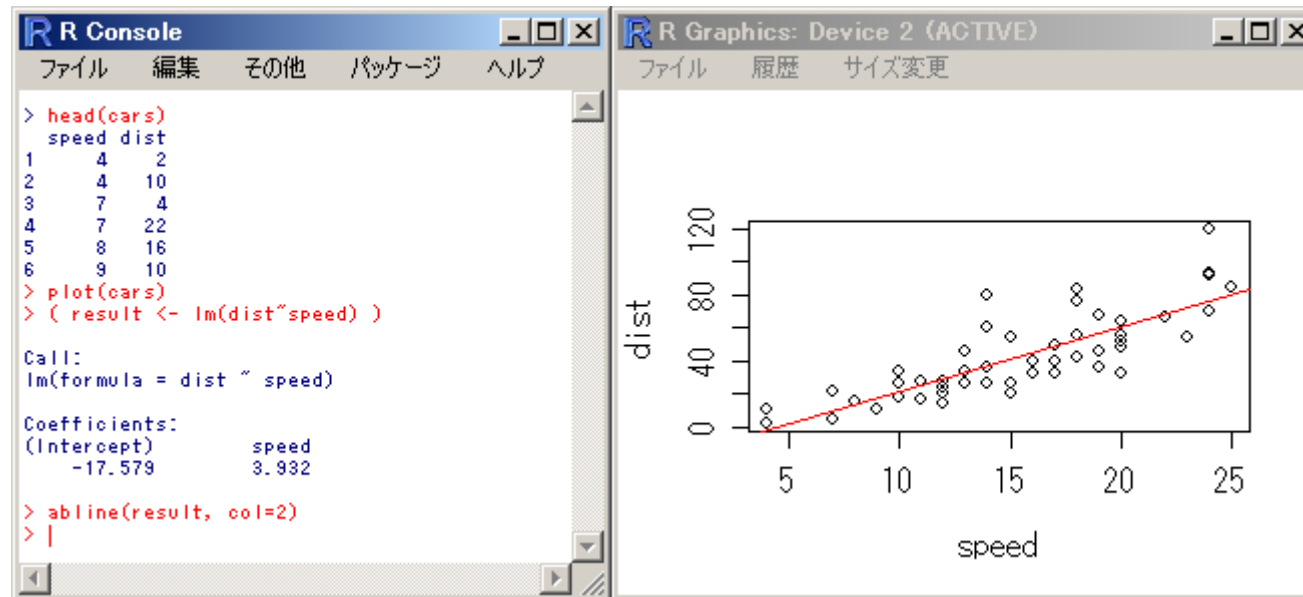 R Console
ファイル 編集 その他 パッケージ ヘルプ
> head(cars)
  speed dist
1     4    2
2     4   10
3     7    4
4     7   22
5     8   16
6     9   10
> plot(cars)
> ( result <- lm(dist~speed) )
Call:
lm(formula = dist ~ speed)
Coefficients:
(Intercept)        speed
    -17.579        3.932
> abline(result, col=2)
>
R Graphics: Device 2 (ACTIVE)
ファイル 履歴 サイズ変更
dist
120
80
40
0
5 10 15 20 25
speed